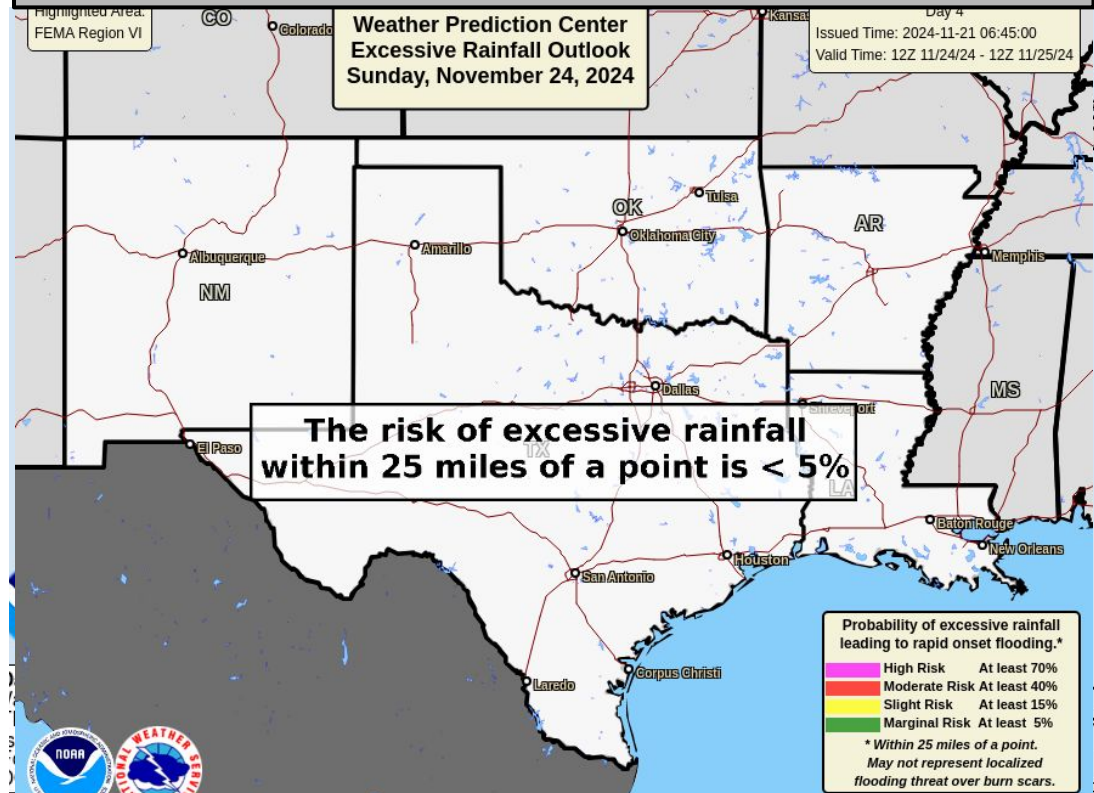 Highlighted Area:
FEMA Region VI
Weather Prediction Center
Excessive Rainfall Outlook
Sunday, November 24, 2024
Day 4
Issued Time: 2024-11-21 06:45:00
Valid Time: 12Z 11/24/24 - 12Z 11/25/24
CO
Colorado
Kansas
OK
Tulsa
Oklahoma City
AR
Memphis
Amarillo
Albuquerque
NM
Dallas
MS
Shreveport
El Paso
The risk of excessive rainfall
within 25 miles of a point is < 5%
TX
LA
Baton Rouge
New Orleans
Houston
San Antonio
Corpus Christi
Laredo
Probability of excessive rainfall
leading to rapid onset flooding.*
High Risk At least 70%
Moderate Risk At least 40%
Slight Risk At least 15%
Marginal Risk At least 5%
* Within 25 miles of a point.
May not represent localized
flooding threat over burn scars.
NOAA
WEATHER